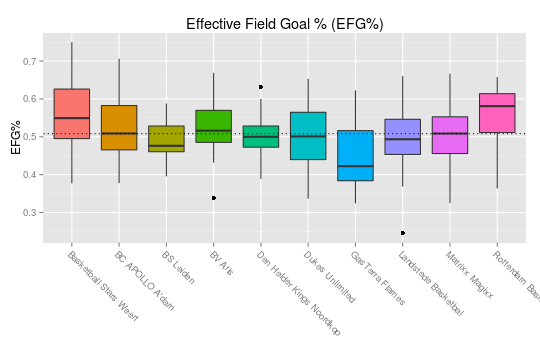 Effective Field Goal % (EFG%)
EFG%
0.7
0.6
0.5
0.4
0.3
Basketball Stars Weert
BC APOLLO A'dam
BS Leiden
BV Aris
Den Helder Kings Noordkop
Dukes Unlimited
GasTerra Flames
Landstede Basketbal
Matrixx Magixx
Rotterdam Bas